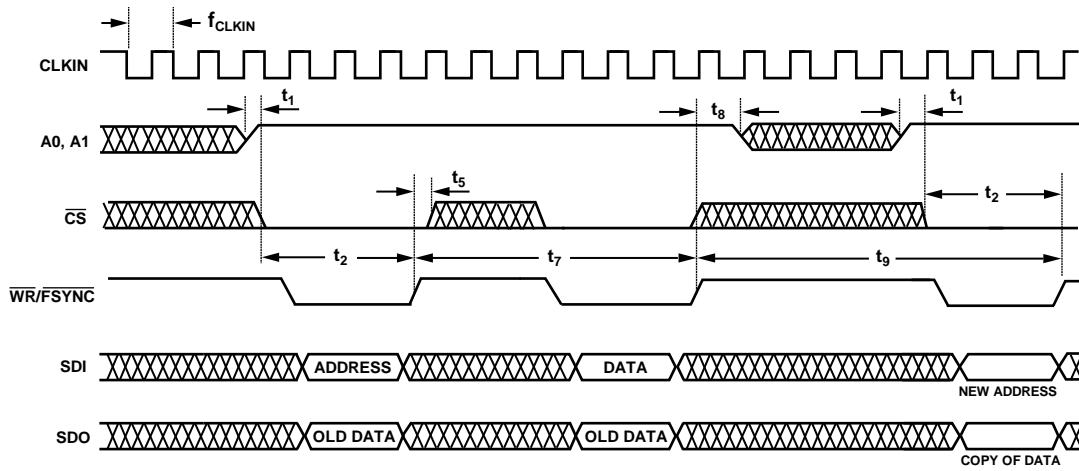 fCLKIN
CLKIN
t1
t8
t1
A0, A1
t5
t2
CS
t2
t7
t9
WR/FSYNC
SDI
ADDRESS
DATA
NEW ADDRESS
SDO
OLD DATA
OLD DATA
COPY OF DATA